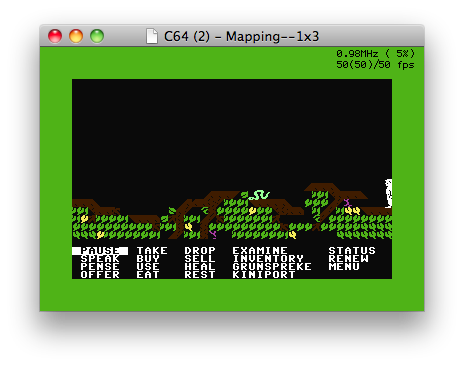 C64 (2) - Mapping--1x3
0.98MHz ( 5%)
50(50)/50 fps
PAUSE TAKE DROP EXAMINE STATUS
SPEAK BUY SELL INVENTORY RENEW
PENSE USE HEAL GRUNSPREKE MENU
OFFER EAT REST KINIPORT